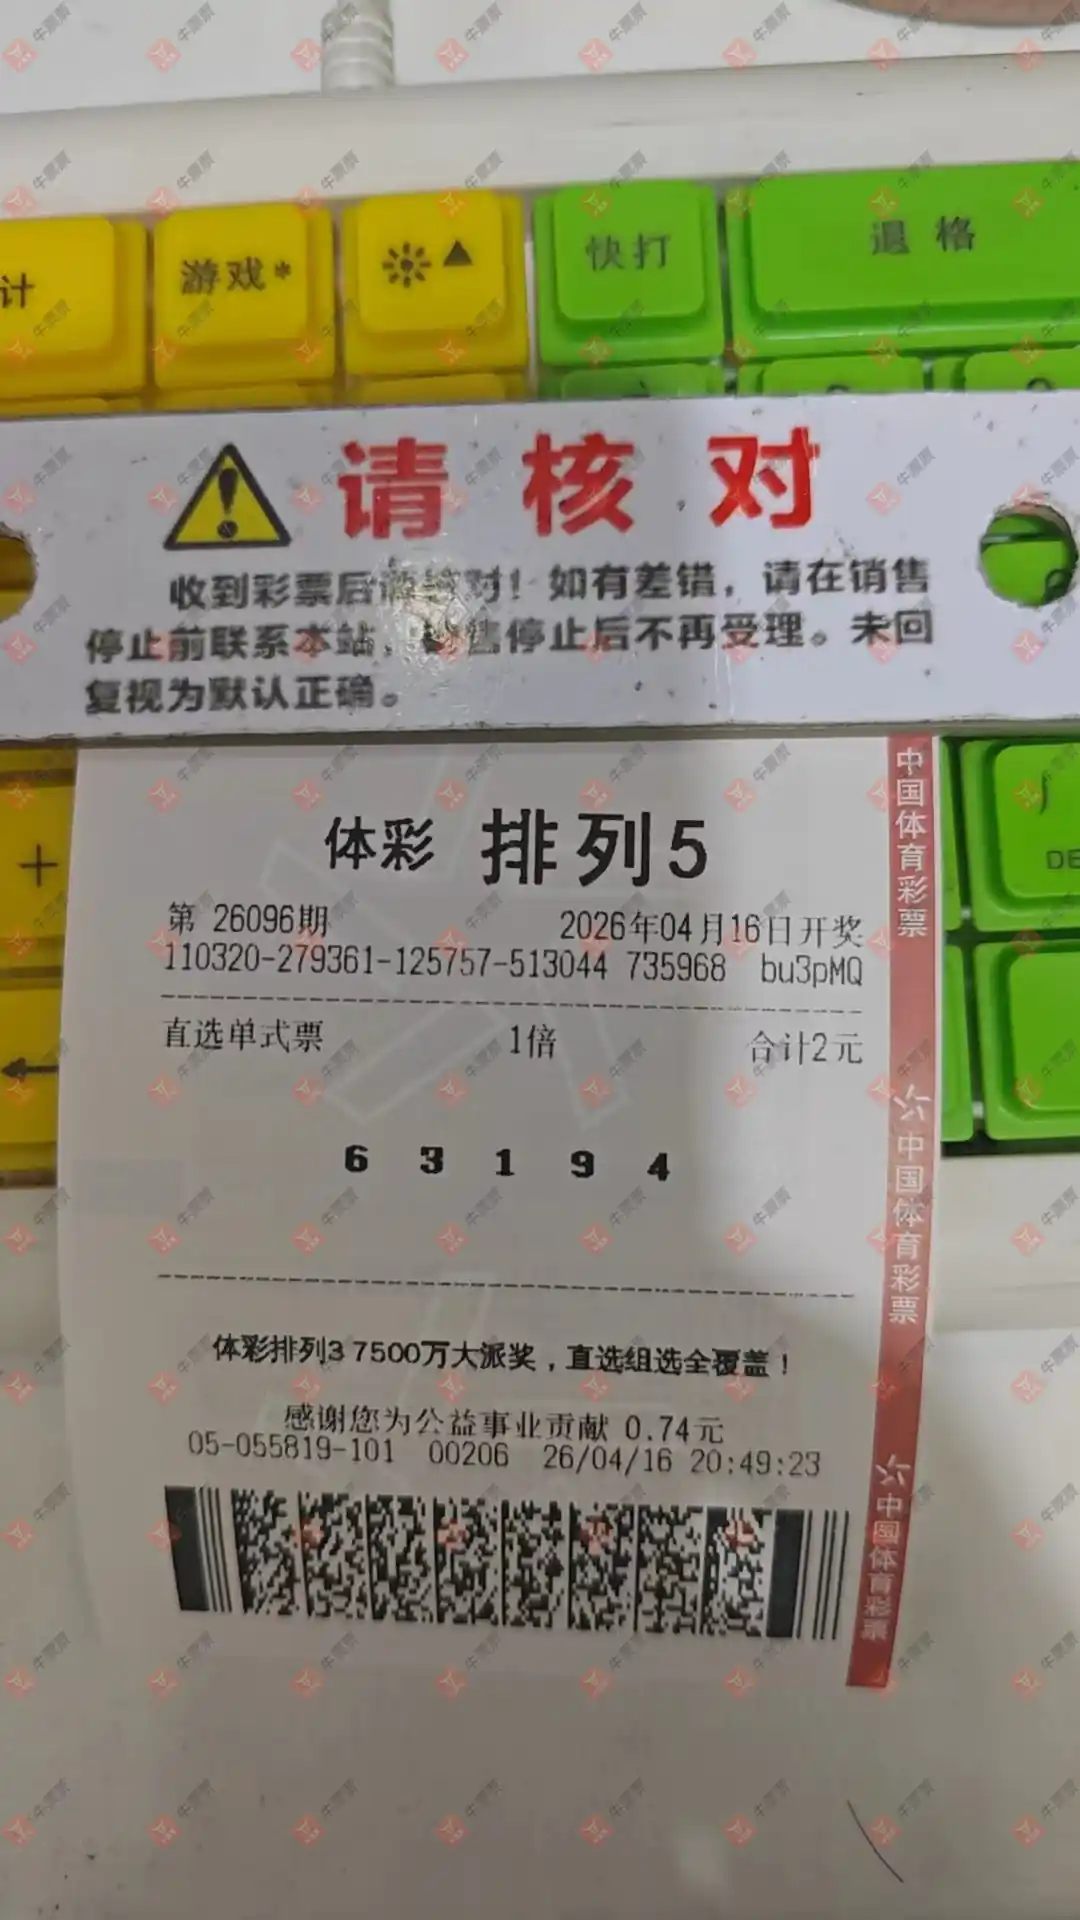 计
游戏*
快打
退格
请核对
收到彩票后请核对！如有差错，请在销售
停止前联系本站，销售停止后不再受理。未回
复视为默认正确。
+
DE
体彩 排列5
第 26096期 2026年04月16日开奖
110320-279361-125757-513044 735968 bu3pMQ
直选单式票 1倍 合计2元
6 3 1 9 4
体彩排列3 7500万大派奖，直选组选全覆盖！
感谢您为公益事业贡献 0.74元
05-055819-101 00206 26/04/16 20:49:23
中国体育彩票
中国体育彩票
中国体育彩票
牛票票